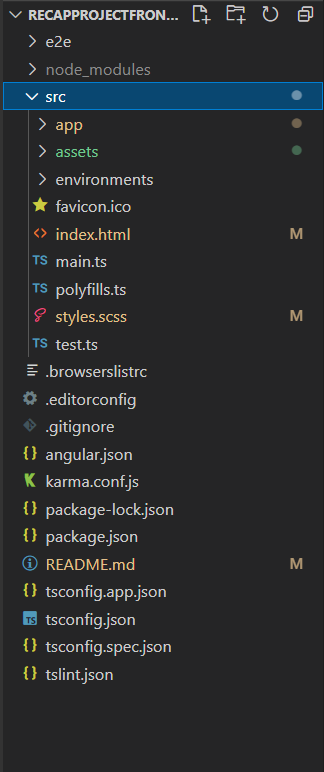 RECAPPROJECTFRON...
e2e
node_modules
src
app
assets
environments
favicon.ico
<> index.html M
TS main.ts
TS polyfills.ts
styles.scss M
TS test.ts
.browserslistrc
.editorconfig
.gitignore
{} angular.json
K karma.conf.js
{} package-lock.json
{} package.json
README.md M
{} tsconfig.app.json
TS tsconfig.json
{} tsconfig.spec.json
{} tslint.json